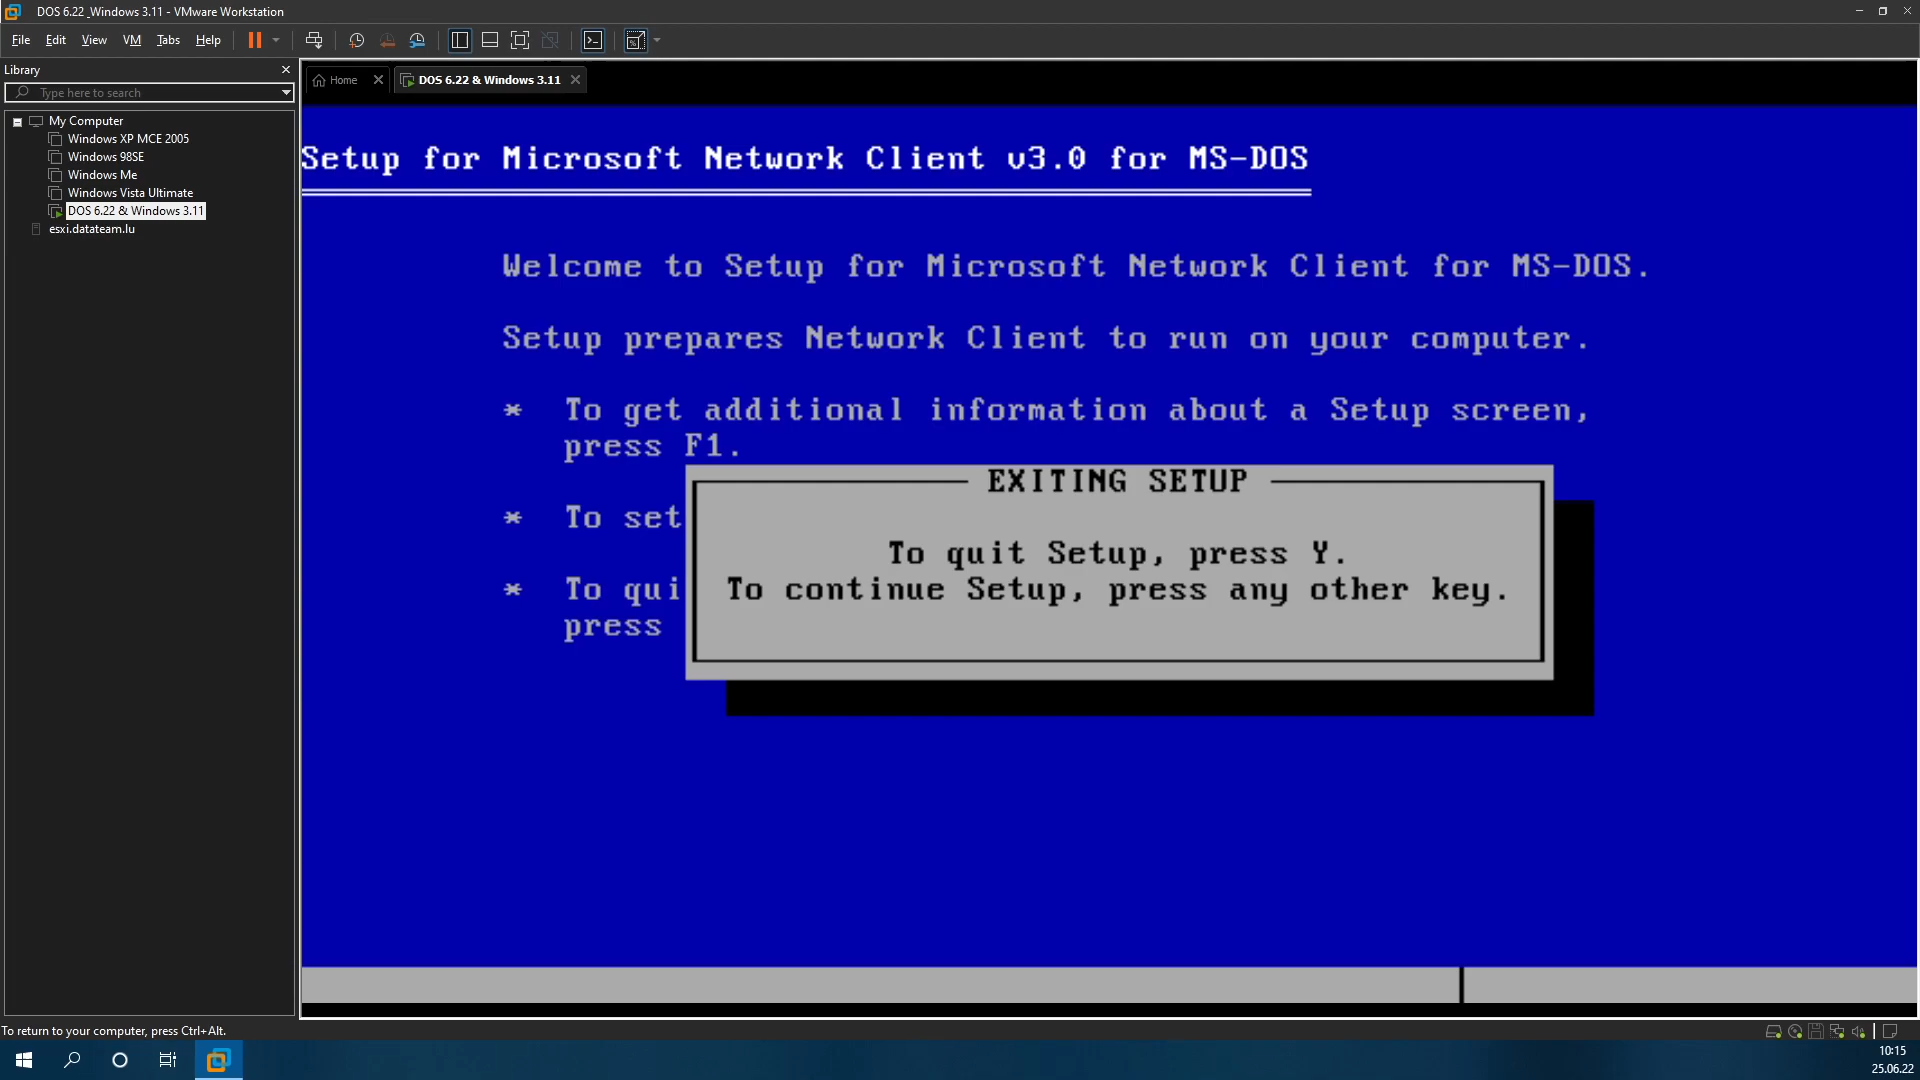 DOS 6.22 _Windows 3.11 - VMware Workstation
File Edit View VM Tabs Help
Library
Type here to search
My Computer
Windows XP MCE 2005
Windows 98SE
Windows Me
Windows Vista Ultimate
DOS 6.22 & Windows 3.11
esxi.datateam.lu
Home
DOS 6.22 & Windows 3.11
Setup for Microsoft Network Client v3.0 for MS-DOS
Welcome to Setup for Microsoft Network Client for MS-DOS.
Setup prepares Network Client to run on your computer.
* To get additional information about a Setup screen,
press F1.
* To set
* To qui
press
EXITING SETUP
To quit Setup, press Y.
To continue Setup, press any other key.
To return to your computer, press Ctrl+Alt.
10:15
25.06.22